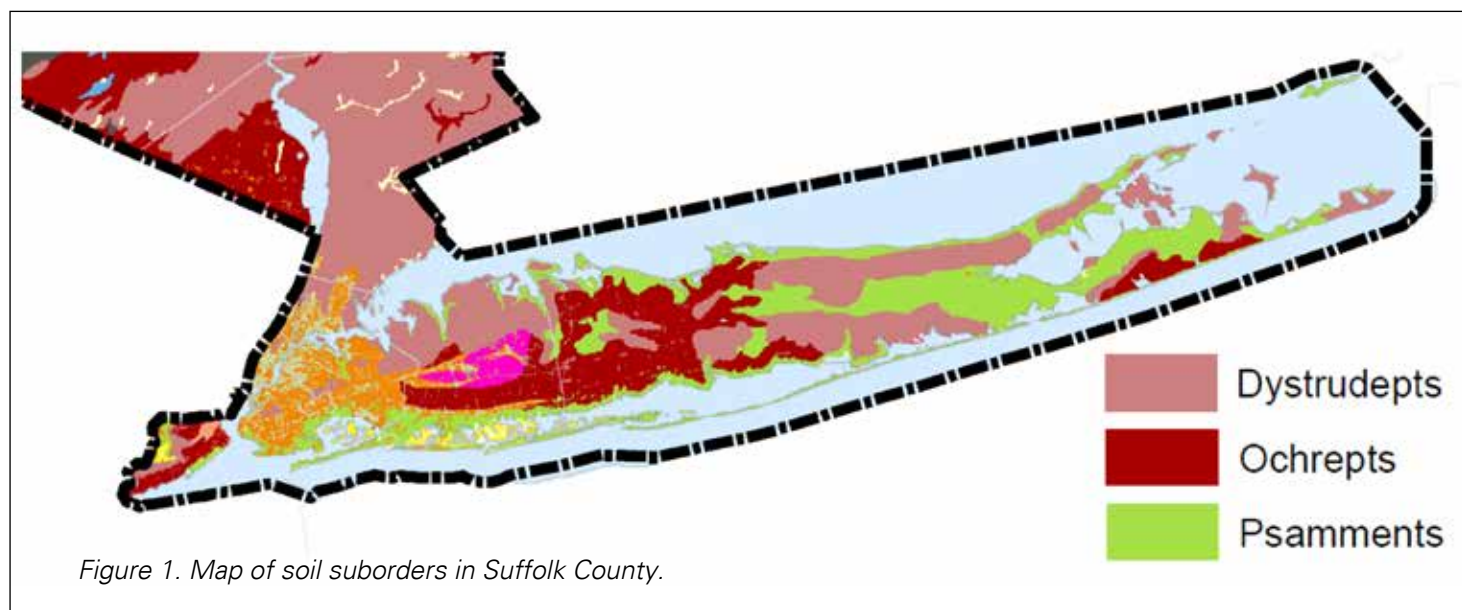 Dystrudepts
Ochrepts
Psamments
Figure 1. Map of soil suborders in Suffolk County.